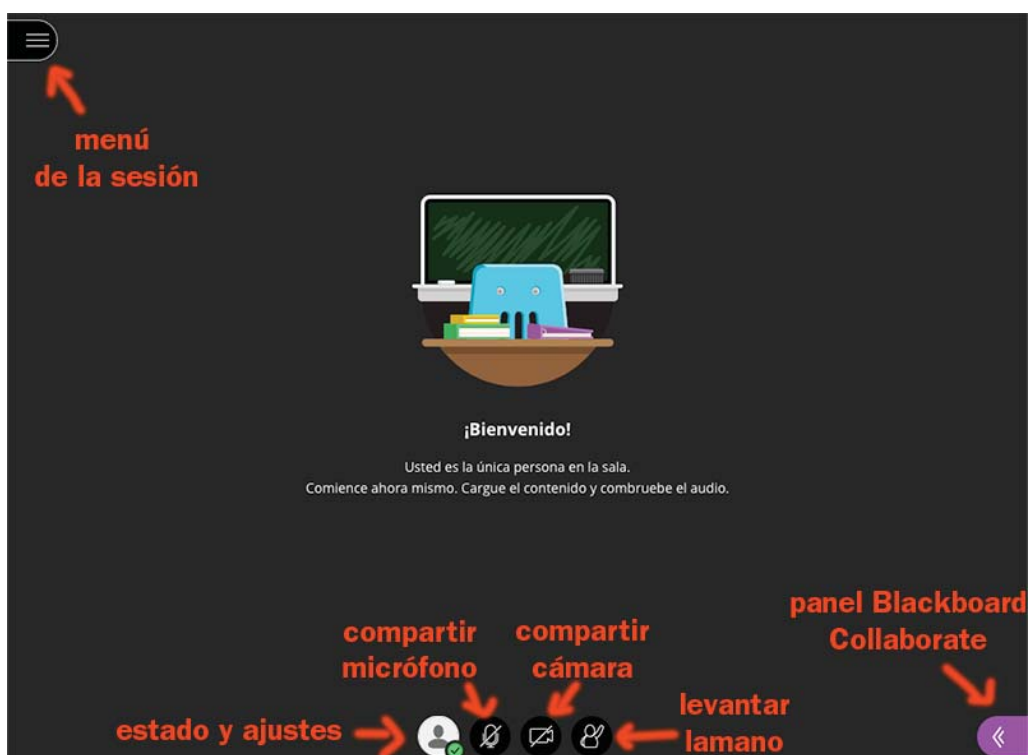 menú
de la sesión
¡Bienvenido!
Usted es la única persona en la sala.
Comience ahora mismo. Cargue el contenido y combruebe el audio.
panel Blackboard
Collaborate
compartir
micrófono
compartir
cámara
levantar
lamano
estado y ajustes